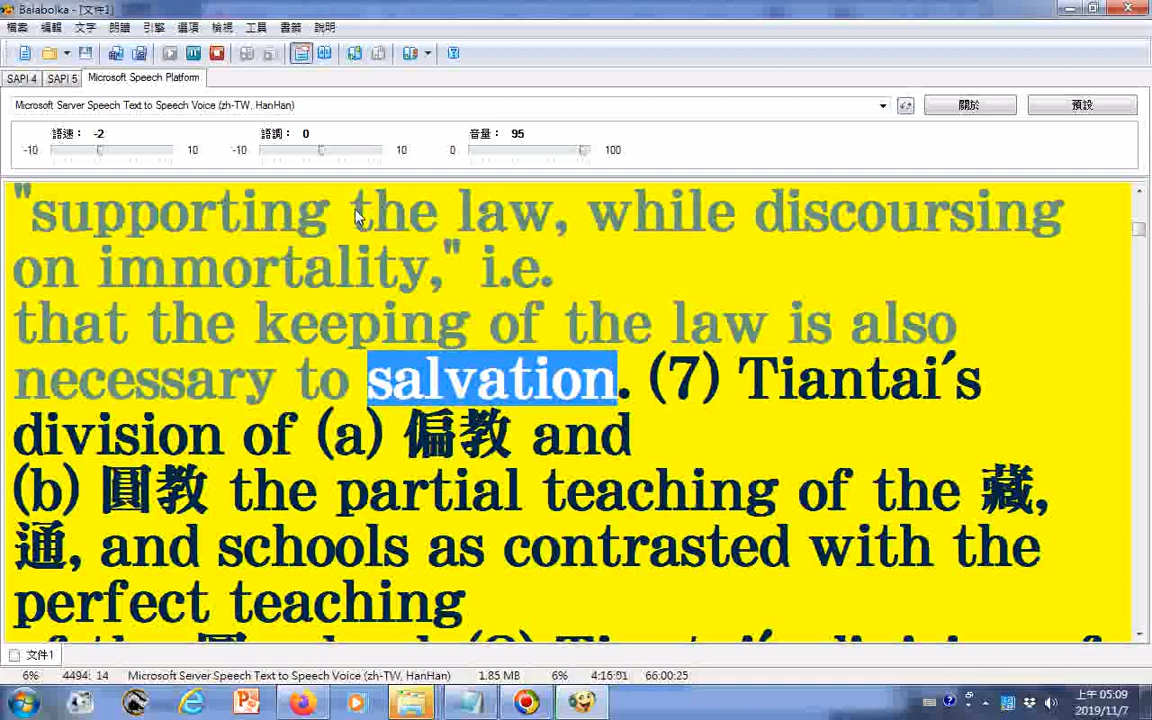 Balabolka - [文件1]
檔案 編輯 文字 朗讀 引擎 選項 檢視 工具 書籤 說明
SAPI 4 SAPI 5 Microsoft Speech Platform
Microsoft Server Speech Text to Speech Voice (zh-TW, HanHan) 關於 預設
語速: -2 語調: 0 音量: 95
-10 10 -10 10 0 100
"supporting the law, while discoursing
on immortality," i.e.
that the keeping of the law is also
necessary to salvation. (7) Tiantai′s
division of (a) 偏教 and
(b) 圓教 the partial teaching of the 藏,
通, and schools as contrasted with the
perfect teaching
文件1
6% 4494: 14 Microsoft Server Speech Text to Speech Voice (zh-TW, HanHan) 1.85 MB 6% 66:00:25
上午 05:09
2019/11/7